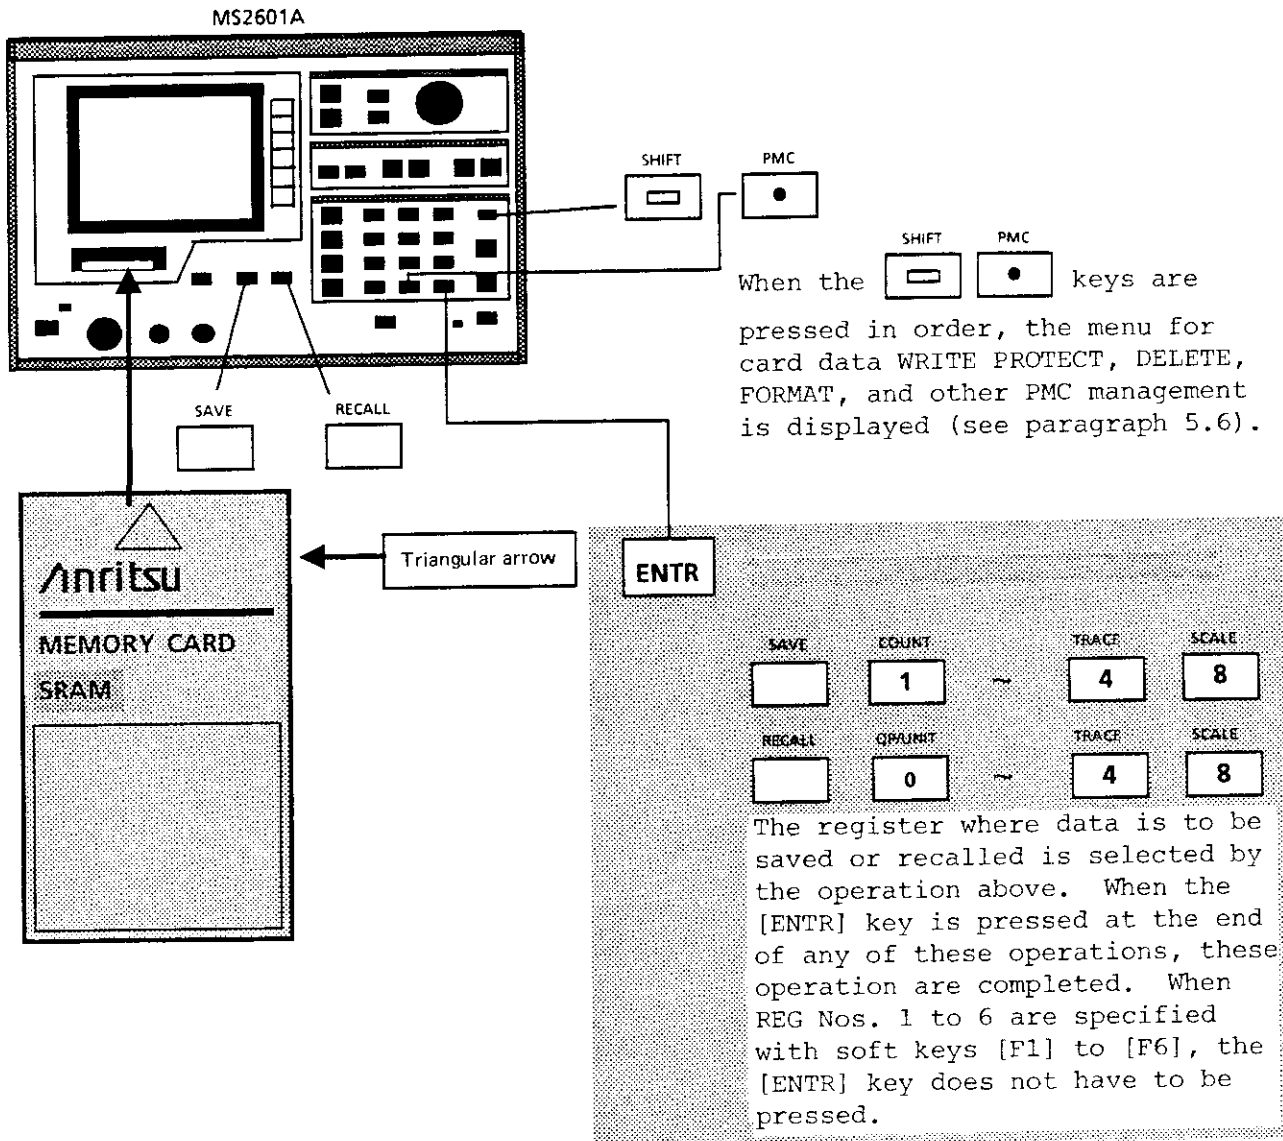 MS2601A
SHIFT PMC
SHIFT PMC
When the keys are
pressed in order, the menu for
card data WRITE PROTECT, DELETE,
FORMAT, and other PMC management
is displayed (see paragraph 5.6).
SAVE RECALL
Anritsu
MEMORY CARD
SRAM
Triangular arrow
ENTR
SAVE COUNT TRACE SCALE
1 ~ 4 8
RECALL QP/UNIT TRACE SCALE
0 ~ 4 8
The register where data is to be
saved or recalled is selected by
the operation above. When the
[ENTR] key is pressed at the end
of any of these operations, these
operation are completed. When
REG Nos. 1 to 6 are specified
with soft keys [F1] to [F6], the
[ENTR] key does not have to be
pressed.